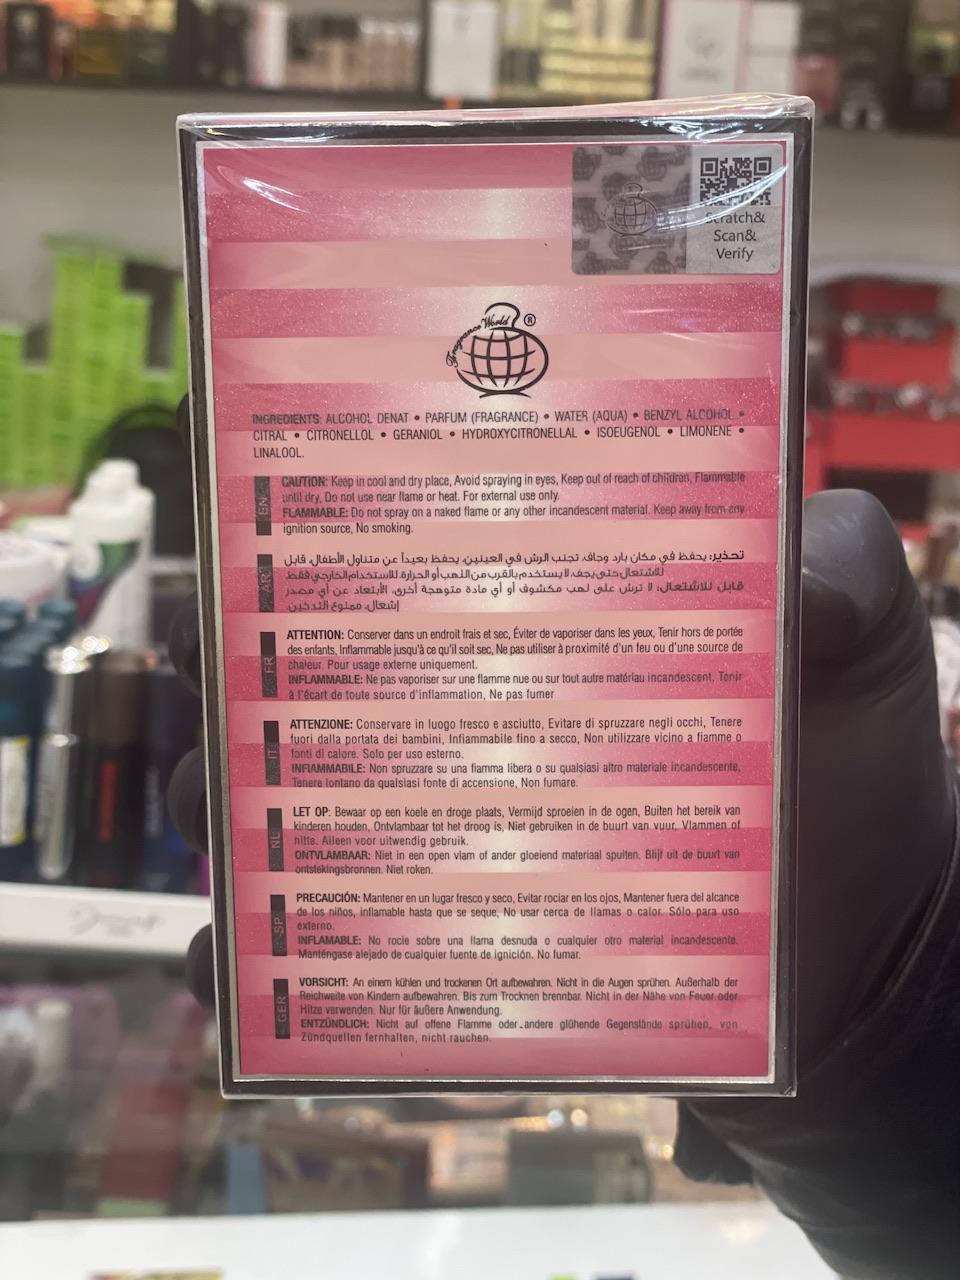 Scratch&
Scan&
Verify
Fragrance World ®
INGREDIENTS: ALCOHOL DENAT • PARFUM (FRAGRANCE) • WATER (AQUA) • BENZYL ALCOHOL •
CITRAL • CITRONELLOL • GERANIOL • HYDROXYCITRONELLAL • ISOEUGENOL • LIMONENE •
LINALOOL.
EN
CAUTION: Keep in cool and dry place, Avoid spraying in eyes, Keep out of reach of children, Flammable
until dry, Do not use near flame or heat. For external use only.
FLAMMABLE: Do not spray on a naked flame or any other incandescent material. Keep away from any
ignition source, No smoking.
AR
تحذير: يحفظ في مكان بارد وجاف، تجنب الرش في العينين، يحفظ بعيداً عن متناول الأطفال، قابل
للاشتعال حتى يجف، لا يستخدم بالقرب من اللهب أو الحرارة. للاستخدام الخارجي فقط.
قابل للاشتعال: لا ترش على لهب مكشوف أو أي مادة متوهجة أخرى، الأبتعاد عن أي مصدر
إشعال، ممنوع التدخين.
FR
ATTENTION: Conserver dans un endroit frais et sec, Éviter de vaporiser dans les yeux, Tenir hors de portée
des enfants, Inflammable jusqu'à ce qu'il soit sec, Ne pas utiliser à proximité d'un feu ou d'une source de
chaleur. Pour usage externe uniquement.
INFLAMMABLE: Ne pas vaporiser sur une flamme nue ou sur tout autre matériau incandescent, Tenir
à l'écart de toute source d'inflammation, Ne pas fumer
IT
ATTENZIONE: Conservare in luogo fresco e asciutto, Evitare di spruzzare negli occhi, Tenere
fuori dalla portata dei bambini, Infiammabile fino a secco, Non utilizzare vicino a fiamme o
fonti di calore. Solo per uso esterno.
INFIAMMABILE: Non spruzzare su una fiamma libera o su qualsiasi altro materiale incandescente,
Tenere lontano da qualsiasi fonte di accensione, Non fumare.
NL
LET OP: Bewaar op een koele en droge plaats, Vermijd sproeien in de ogen, Buiten het bereik van
kinderen houden, Ontvlambaar tot het droog is, Niet gebruiken in de buurt van vuur, Vlammen of
hitte. Alleen voor uitwendig gebruik.
ONTVLAMBAAR: Niet in een open vlam of ander gloeiend materiaal spuiten. Blijf uit de buurt van
ontstekingsbronnen. Niet roken.
SP
PRECAUCIÓN: Mantener en un lugar fresco y seco, Evitar rociar en los ojos, Mantener fuera del alcance
de los niños, inflamable hasta que se seque, No usar cerca de llamas o calor. Sólo para uso
externo.
INFLAMABLE: No rocie sobre una llama desnuda o cualquier otro material incandescente.
Manténgase alejado de cualquier fuente de ignición. No fumar.
GER
VORSICHT: An einem kühlen und trockenen Ort aufbewahren. Nicht in die Augen sprühen. Außerhalb der
Reichweite von Kindern aufbewahren. Bis zum Trocknen brennbar. Nicht in der Nähe von Feuer oder
Hitze verwenden. Nur für äußere Anwendung.
ENTZÜNDLICH: Nicht auf offene Flamme oder andere glühende Gegenstände sprühen, von
Zündquellen fernhalten, nicht rauchen.